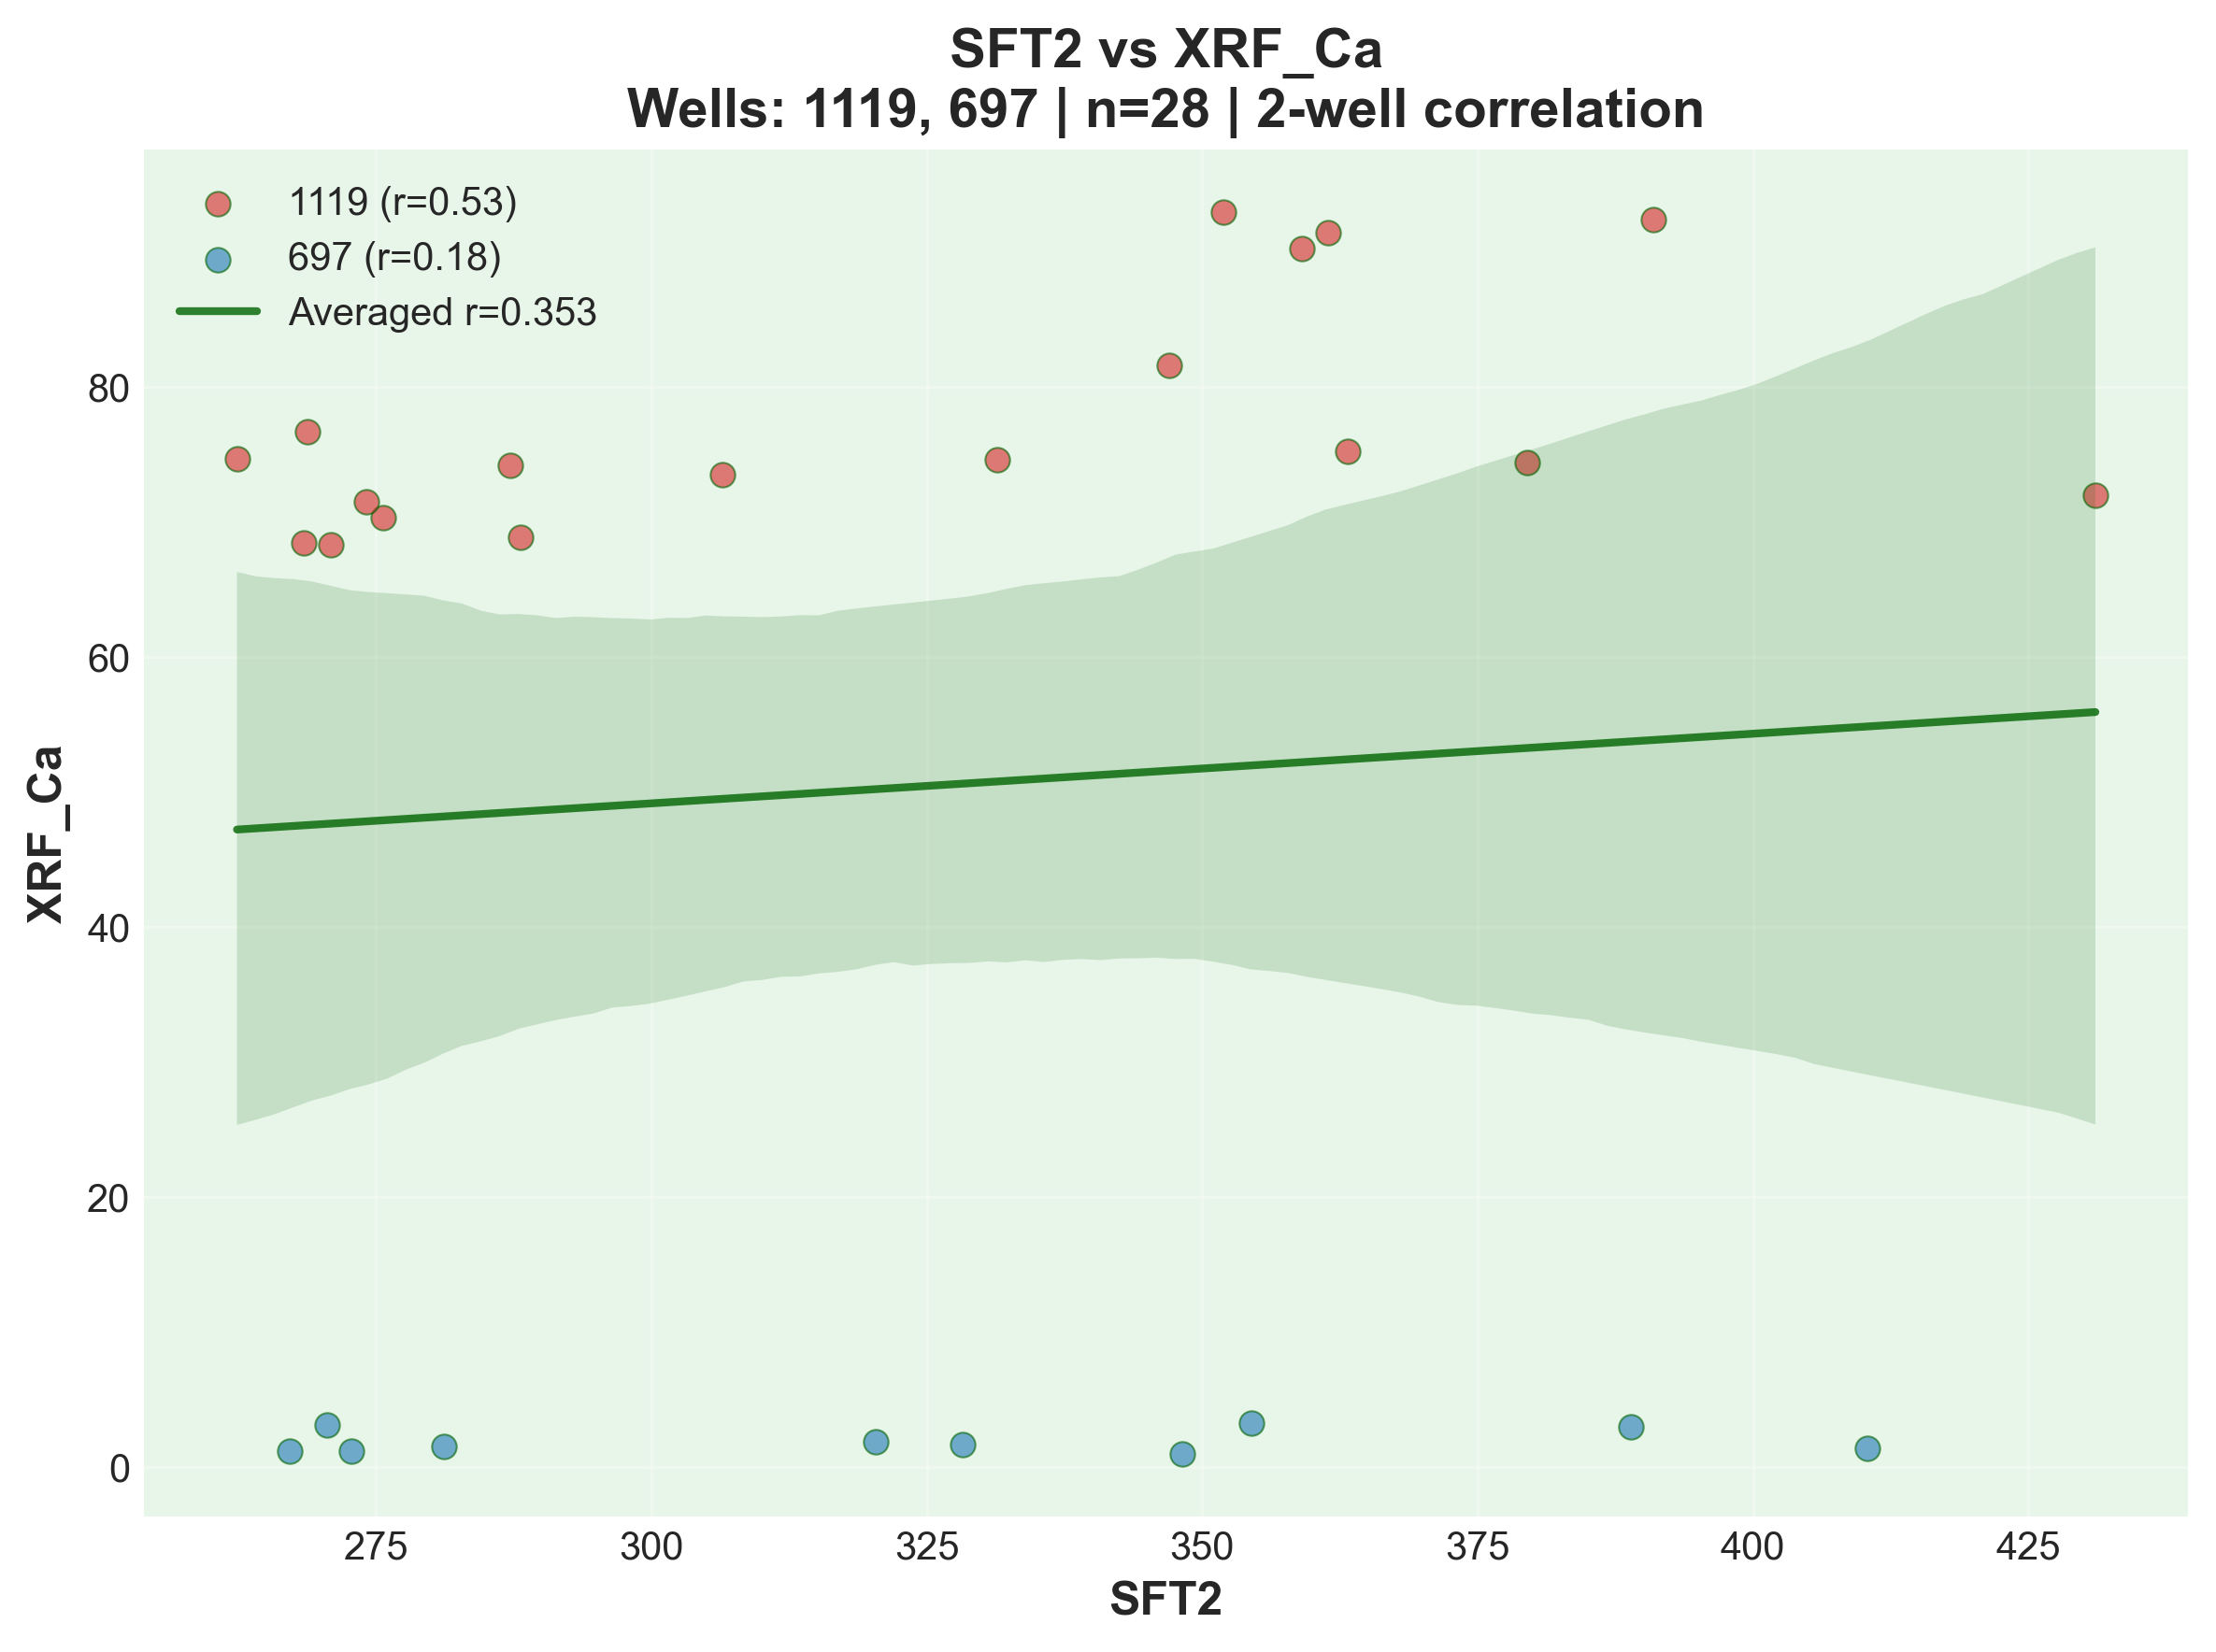 SFT2 vs XRF_Ca
Wells: 1119, 697 | n=28 | 2-well correlation
1119 (r=0.53)
697 (r=0.18)
Averaged r=0.353
XRF_Ca
80
60
40
20
0
275 300 325 350 375 400 425
SFT2